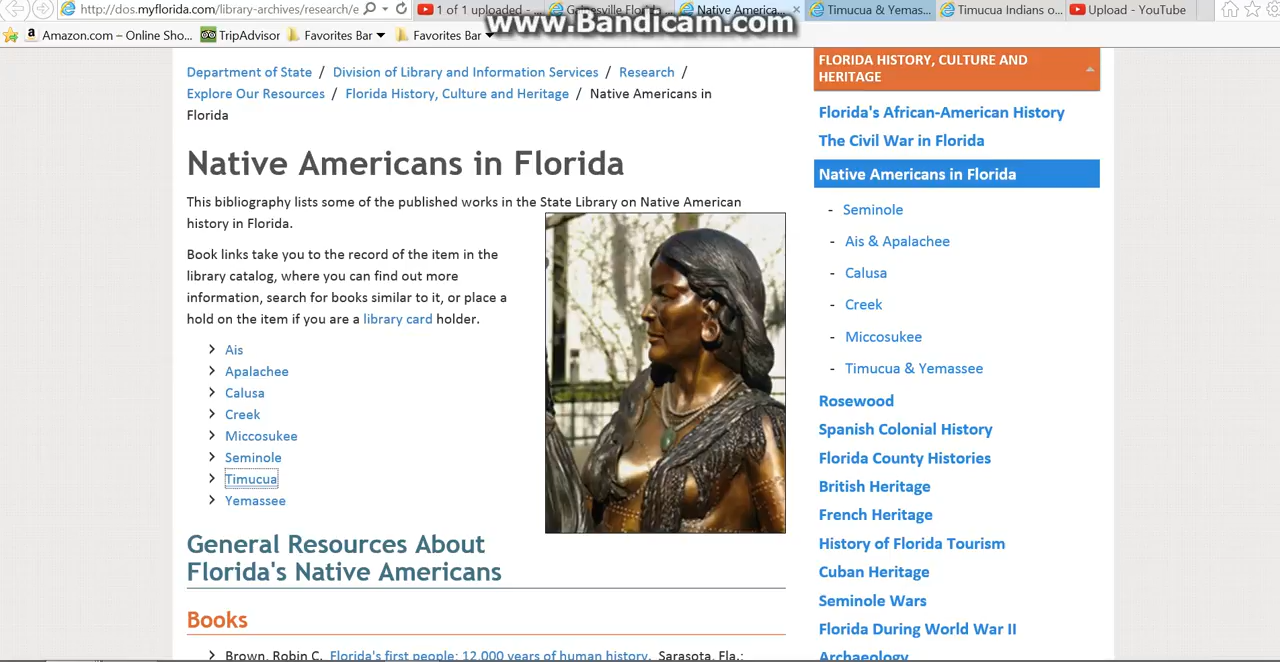 http://dos.myflorida.com/library-archives/research/e
1 of 1 uploaded - ...
Gainesville Florida
Native America...
Timucua & Yemas...
Timucua Indians o...
Upload - YouTube
www.Bandicam.com
Amazon.com – Online Sho...
TripAdvisor
Favorites Bar
Favorites Bar
Department of State / Division of Library and Information Services / Research /
Explore Our Resources / Florida History, Culture and Heritage / Native Americans in
Florida
Native Americans in Florida
This bibliography lists some of the published works in the State Library on Native American
history in Florida.
Book links take you to the record of the item in the
library catalog, where you can find out more
information, search for books similar to it, or place a
hold on the item if you are a library card holder.
Ais
Apalachee
Calusa
Creek
Miccosukee
Seminole
Timucua
Yemassee
General Resources About
Florida's Native Americans
Books
Brown, Robin C. Florida's first people: 12,000 years of human history. Sarasota, Fla.:
FLORIDA HISTORY, CULTURE AND
HERITAGE
Florida's African-American History
The Civil War in Florida
Native Americans in Florida
- Seminole
- Ais & Apalachee
- Calusa
- Creek
- Miccosukee
- Timucua & Yemassee
Rosewood
Spanish Colonial History
Florida County Histories
British Heritage
French Heritage
History of Florida Tourism
Cuban Heritage
Seminole Wars
Florida During World War II
Archaeology